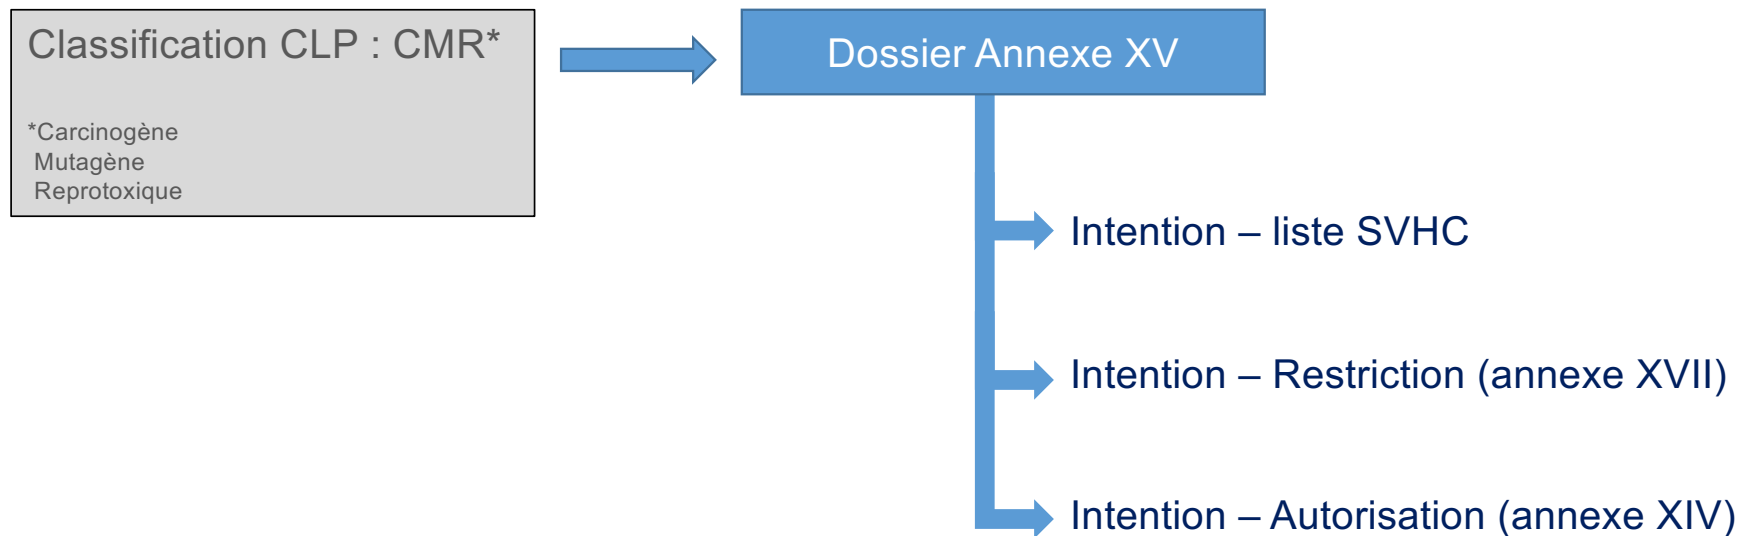 Classification CLP : CMR*
*Carcinogène
Mutagène
Reprotoxique
Dossier Annexe XV
Intention – liste SVHC
Intention – Restriction (annexe XVII)
Intention – Autorisation (annexe XIV)